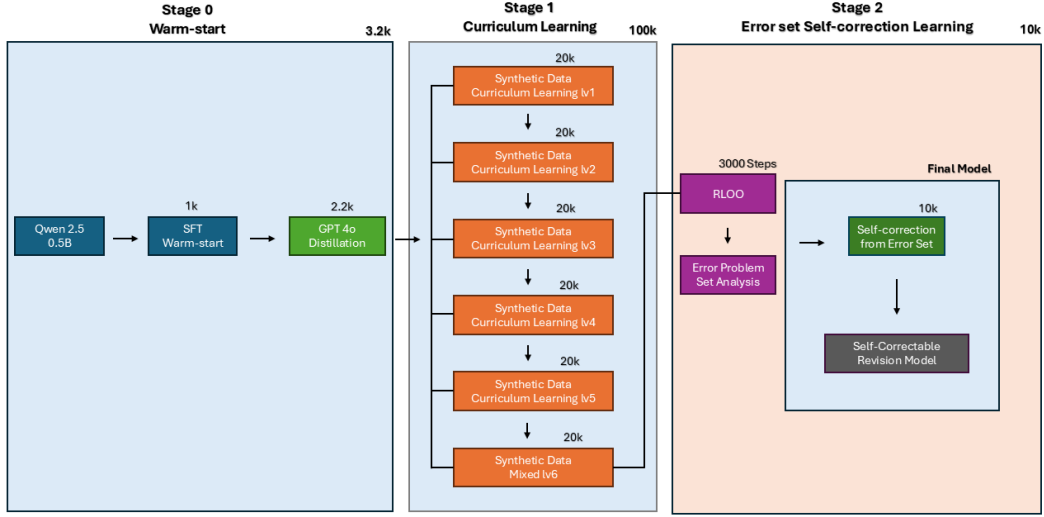 Stage 0
Warm-start
3.2k
Qwen 2.5
0.5B
1k
SFT
Warm-start
2.2k
GPT 4o
Distillation
Stage 1
Curriculum Learning
100k
20k
Synthetic Data
Curriculum Learning lv1
20k
Synthetic Data
Curriculum Learning lv2
20k
Synthetic Data
Curriculum Learning lv3
20k
Synthetic Data
Curriculum Learning lv4
20k
Synthetic Data
Curriculum Learning lv5
20k
Synthetic Data
Mixed lv6
Stage 2
Error set Self-correction Learning
10k
3000 Steps
RLOO
Error Problem
Set Analysis
Final Model
10k
Self-correction
from Error Set
Self-Correctable
Revision Model